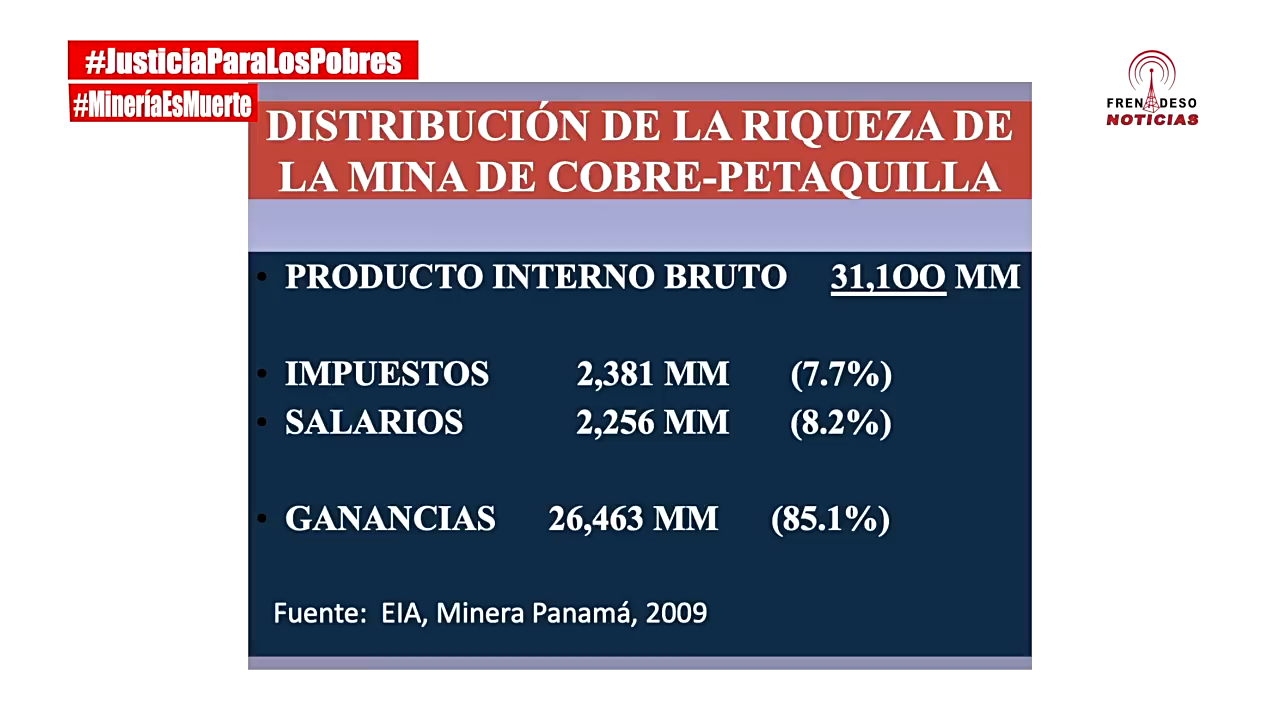 #JusticiaParaLosPobres
#MineríaEsMuerte
FRENADESO
NOTICIAS
DISTRIBUCIÓN DE LA RIQUEZA DE
LA MINA DE COBRE-PETAQUILLA
• PRODUCTO INTERNO BRUTO 31,1OO MM
• IMPUESTOS 2,381 MM (7.7%)
• SALARIOS 2,256 MM (8.2%)
• GANANCIAS 26,463 MM (85.1%)
Fuente: EIA, Minera Panamá, 2009